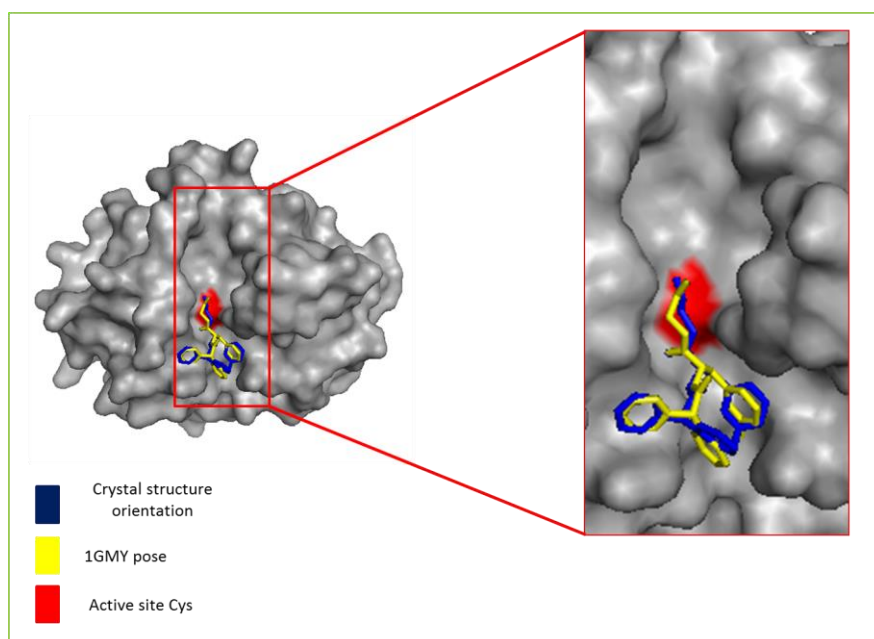 Crystal structure
orientation
1GMY pose
Active site Cys